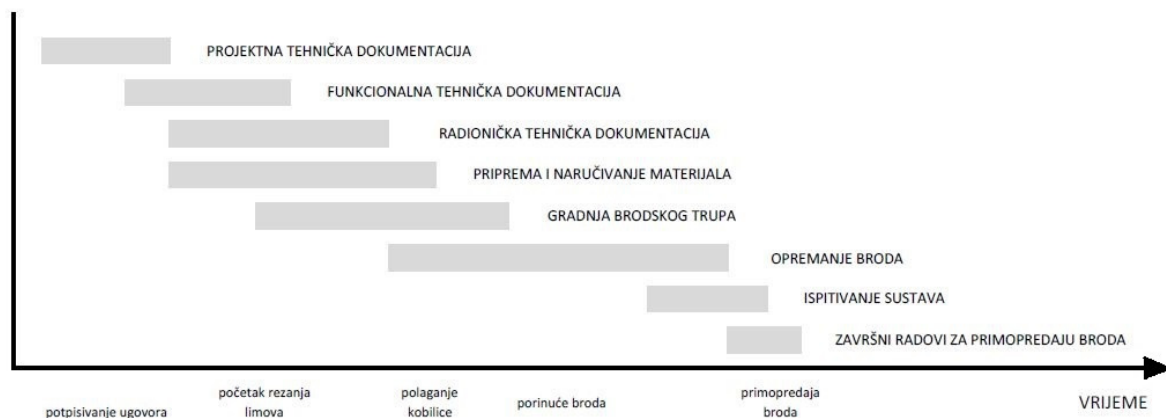 PROJEKTNA TEHNIČKA DOKUMENTACIJA
FUNKCIONALNA TEHNIČKA DOKUMENTACIJA
RADIONIČKA TEHNIČKA DOKUMENTACIJA
PRIPREMA I NARUČIVANJE MATERIJALA
GRADNJA BRODSKOG TRUPA
OPREMANJE BRODA
ISPITIVANJE SUSTAVA
ZAVRŠNI RADOVI ZA PRIMOPREDAJU BRODA
potpisivanje ugovora
početak rezanja
limova
polaganje
kobilice
porinuće broda
primopredaja
broda
VRIJEME